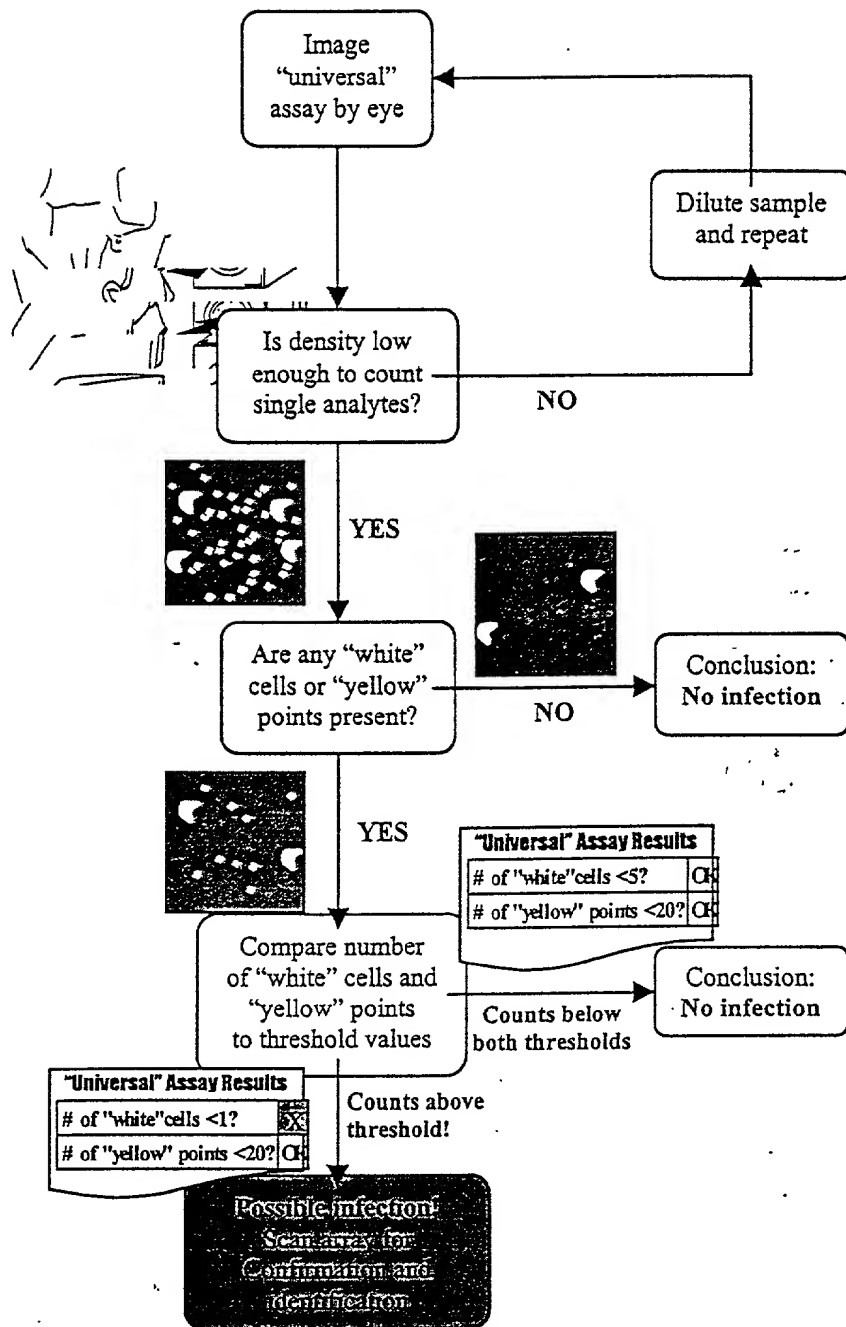 Image
“universal”
assay by eye
Dilute sample
and repeat
Is density low
enough to count
single analytes?
NO
YES
Are any “white”
cells or “yellow”
points present?
NO
Conclusion:
No infection
YES
"Universal" Assay Results
# of "white"cells <5? OK
# of "yellow" points <20? OK
Compare number
of “white” cells and
“yellow” points
to threshold values
Counts below
both thresholds
Conclusion:
No infection
"Universal" Assay Results
# of "white"cells <1? X
# of "yellow" points <20? OK
Counts above
threshold!
Possible infection!
Scan array for
Confirmation and
identification